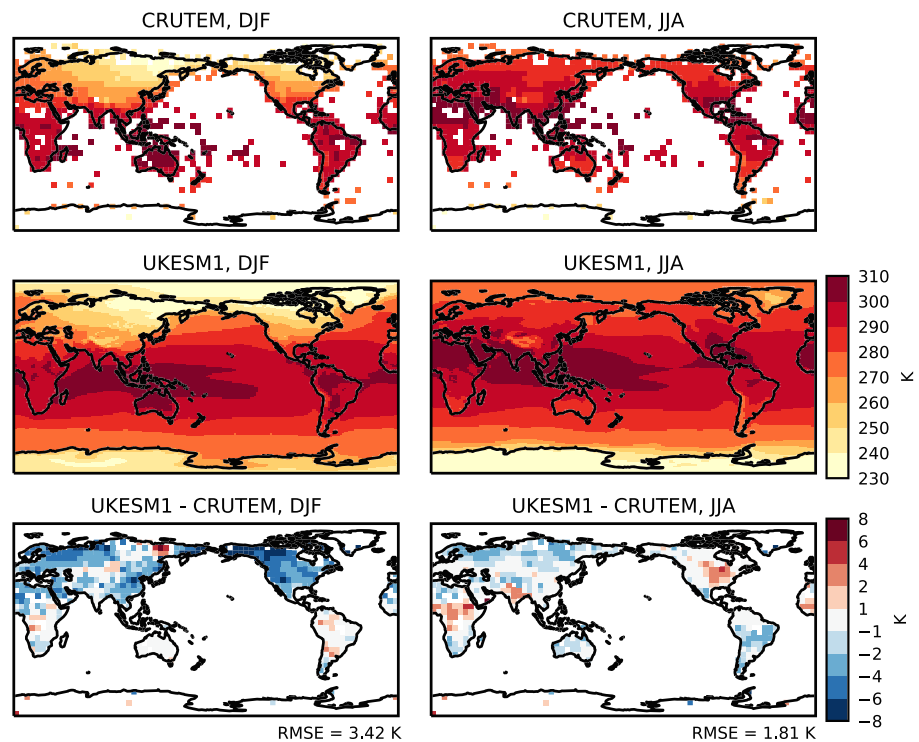 CRUTEM, DJF
CRUTEM, JJA
UKESM1, DJF
UKESM1, JJA
310
300
290
280
270
260
250
240
230
K
UKESM1 - CRUTEM, DJF
UKESM1 - CRUTEM, JJA
8
6
4
2
1
−1
−2
−4
−6
−8
K
RMSE = 3.42 K
RMSE = 1.81 K